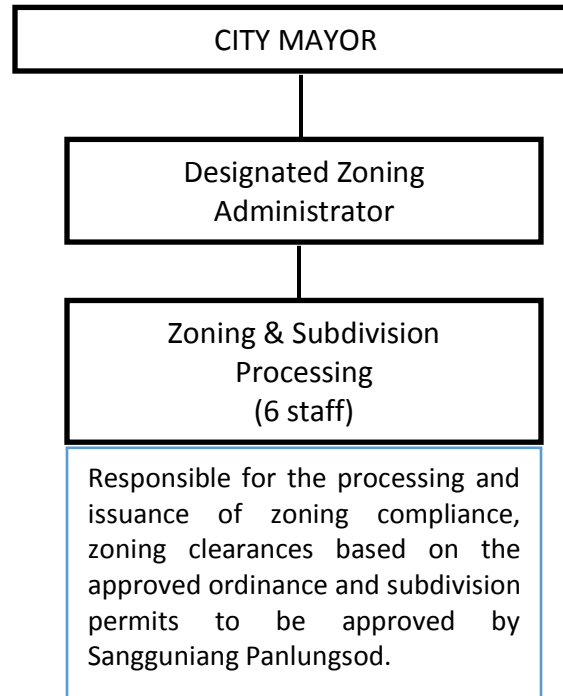 CITY MAYOR
Designated Zoning
Administrator
Zoning & Subdivision
Processing
(6 staff)
Responsible for the processing and
issuance of zoning compliance,
zoning clearances based on the
approved ordinance and subdivision
permits to be approved by
Sangguniang Panlungsod.